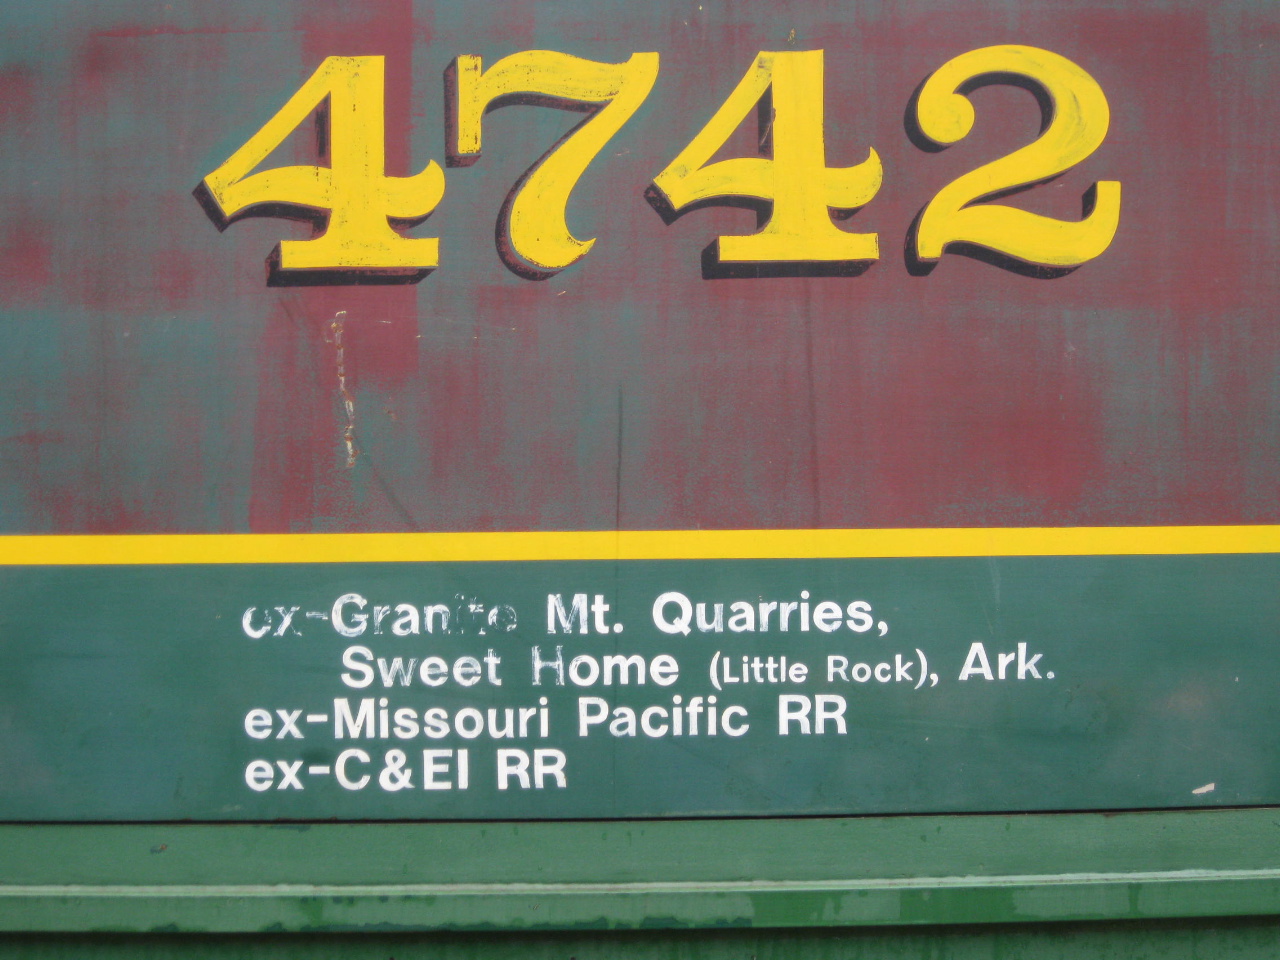 4742
ex-Granite Mt. Quarries,
Sweet Home (Little Rock), Ark.
ex-Missouri Pacific RR
ex-C&EI RR